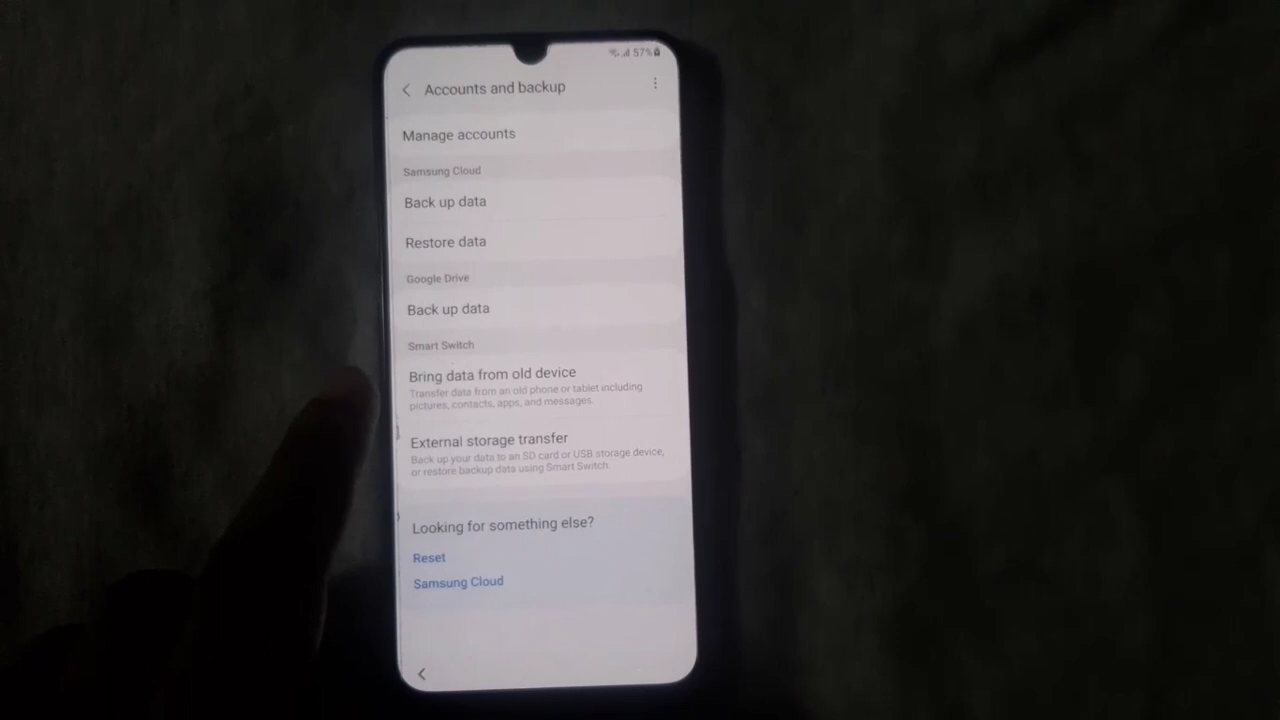 57%
Accounts and backup
Manage accounts
Samsung Cloud
Back up data
Restore data
Google Drive
Back up data
Smart Switch
Bring data from old device
Transfer data from an old phone or tablet including
pictures, contacts, apps, and messages.
External storage transfer
Back up your data to an SD card or USB storage device,
or restore backup data using Smart Switch.
Looking for something else?
Reset
Samsung Cloud